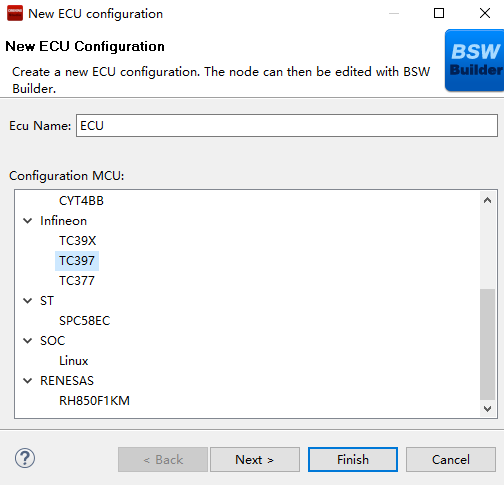 New ECU configuration
New ECU Configuration
Create a new ECU configuration. The node can then be edited with BSW
Builder.
BSW
Builder
Ecu Name: ECU
Configuration MCU:
CYT4BB
Infineon
TC39X
TC397
TC377
ST
SPC58EC
SOC
Linux
RENESAS
RH850F1KM
?
< Back
Next >
Finish
Cancel